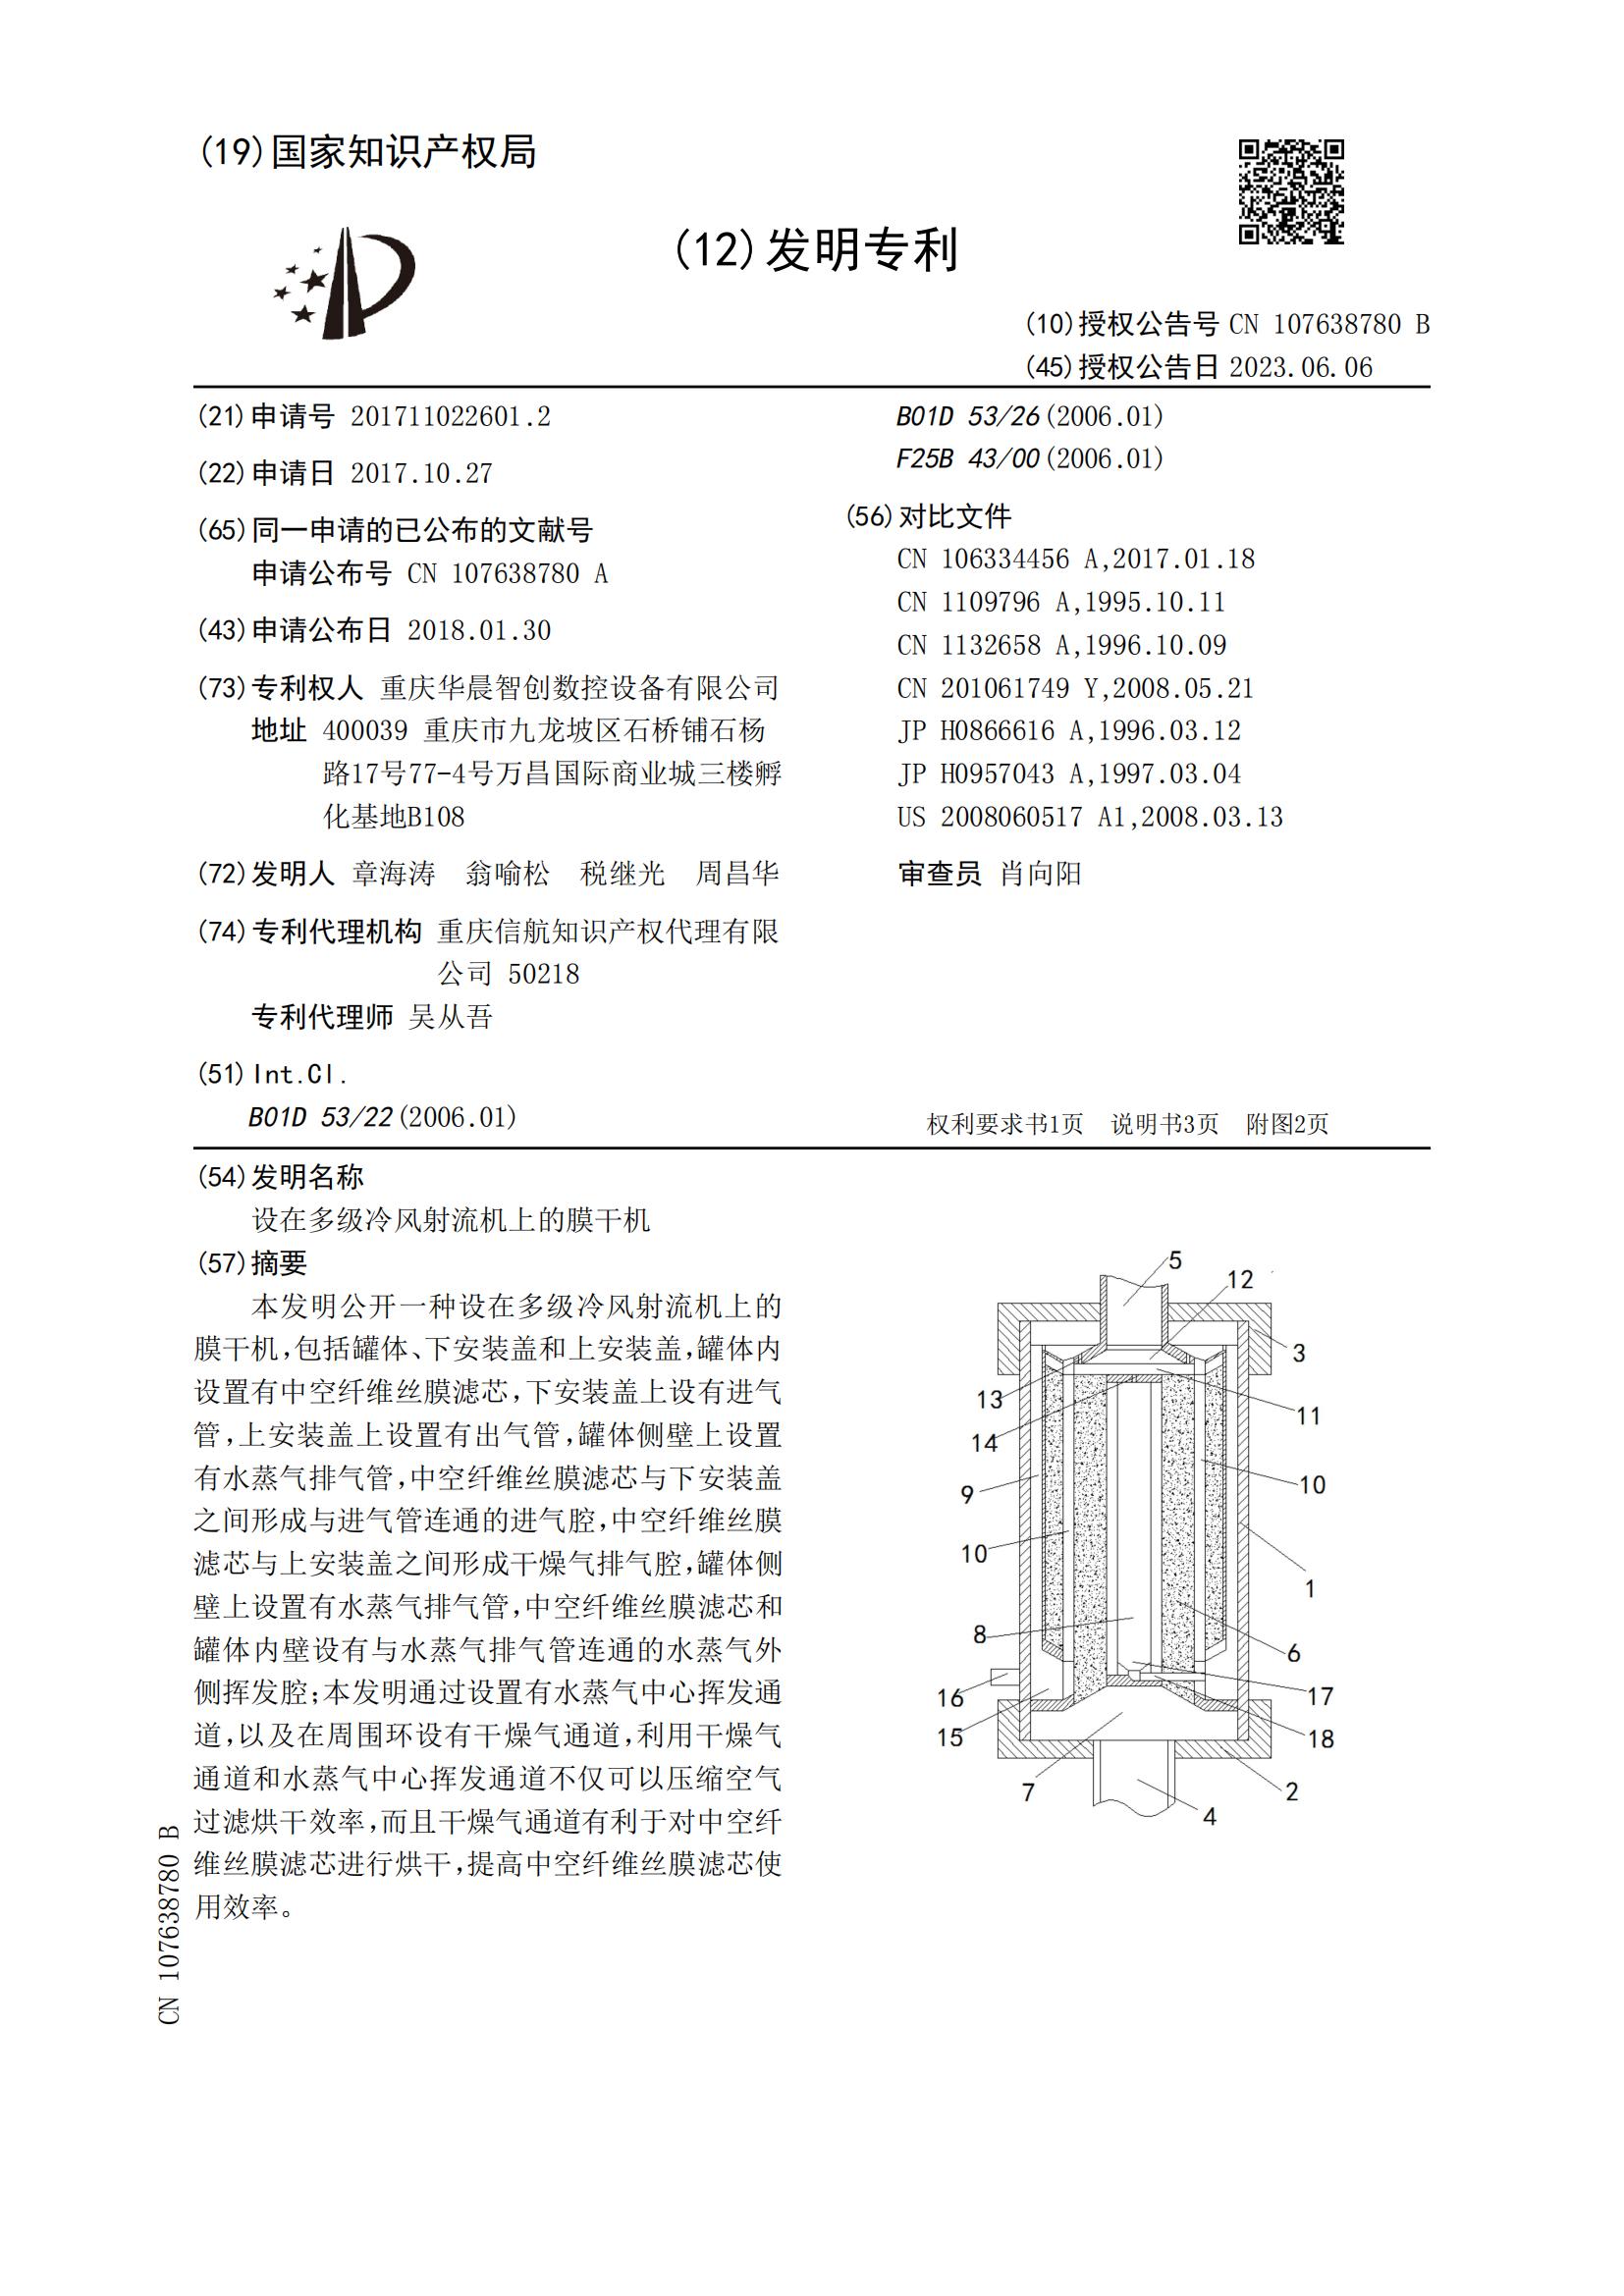 (19)国家知识产权局
(12)发明专利
(10)授权公告号 CN 107638780 B
(45)授权公告日 2023.06.06
(21)申请号 201711022601.2
(22)申请日 2017.10.27
(65)同一申请的已公布的文献号
申请公布号 CN 107638780 A
(43)申请公布日 2018.01.30
(73)专利权人 重庆华晨智创数控设备有限公司
地址 400039 重庆市九龙坡区石桥铺石杨
路17号77-4号万昌国际商业城三楼孵
化基地B108
(72)发明人 章海涛 翁喻松 税继光 周昌华
(74)专利代理机构 重庆信航知识产权代理有限
公司 50218
专利代理师 吴从吾
(51)Int.Cl.
B01D 53/22(2006.01)
B01D 53/26(2006.01)
F25B 43/00(2006.01)
(56)对比文件
CN 106334456 A,2017.01.18
CN 1109796 A,1995.10.11
CN 1132658 A,1996.10.09
CN 201061749 Y,2008.05.21
JP H0866616 A,1996.03.12
JP H0957043 A,1997.03.04
US 2008060517 A1,2008.03.13
审查员 肖向阳
权利要求书1页 说明书3页 附图2页
(54)发明名称
设在多级冷风射流机上的膜干机
(57)摘要
本发明公开一种设在多级冷风射流机上的
膜干机,包括罐体、下安装盖和上安装盖,罐体内
设置有中空纤维丝膜滤芯,下安装盖上设有进气
管,上安装盖上设置有出气管,罐体侧壁上设置
有水蒸气排气管,中空纤维丝膜滤芯与下安装盖
之间形成与进气管连通的进气腔,中空纤维丝膜
滤芯与上安装盖之间形成干燥气排气腔,罐体侧
壁上设置有水蒸气排气管,中空纤维丝膜滤芯和
罐体内壁设有与水蒸气排气管连通的水蒸气外
侧挥发腔;本发明通过设置有水蒸气中心挥发通
道,以及在周围环设有干燥气通道,利用干燥气
通道和水蒸气中心挥发通道不仅可以压缩空气
过滤烘干效率,而且干燥气通道有利于对中空纤
维丝膜滤芯进行烘干,提高中空纤维丝膜滤芯使
用效率。
5
12
3
13
11
14
10
9
10
1
8
6
16
17
15
18
7
2
4
CN 107638780 B